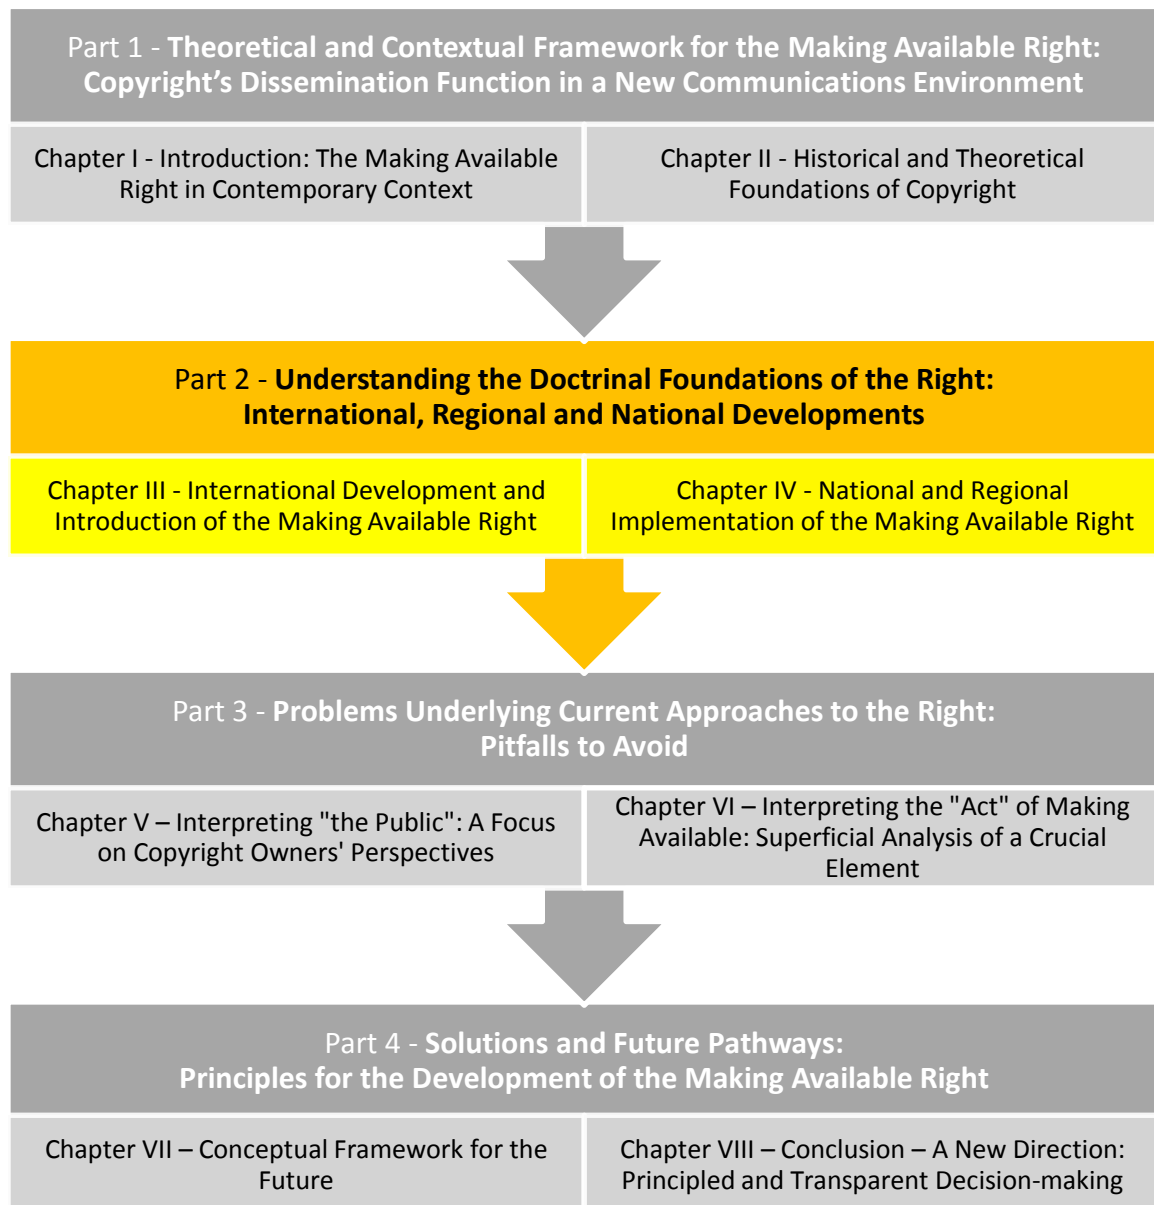 Part 1 - Theoretical and Contextual Framework for the Making Available Right:
Copyright’s Dissemination Function in a New Communications Environment
Chapter I - Introduction: The Making Available
Right in Contemporary Context
Chapter II - Historical and Theoretical
Foundations of Copyright
Part 2 - Understanding the Doctrinal Foundations of the Right:
International, Regional and National Developments
Chapter III - International Development and
Introduction of the Making Available Right
Chapter IV - National and Regional
Implementation of the Making Available Right
Part 3 - Problems Underlying Current Approaches to the Right:
Pitfalls to Avoid
Chapter V – Interpreting "the Public": A Focus
on Copyright Owners' Perspectives
Chapter VI – Interpreting the "Act" of Making
Available: Superficial Analysis of a Crucial
Element
Part 4 - Solutions and Future Pathways:
Principles for the Development of the Making Available Right
Chapter VII – Conceptual Framework for the
Future
Chapter VIII – Conclusion – A New Direction:
Principled and Transparent Decision-making